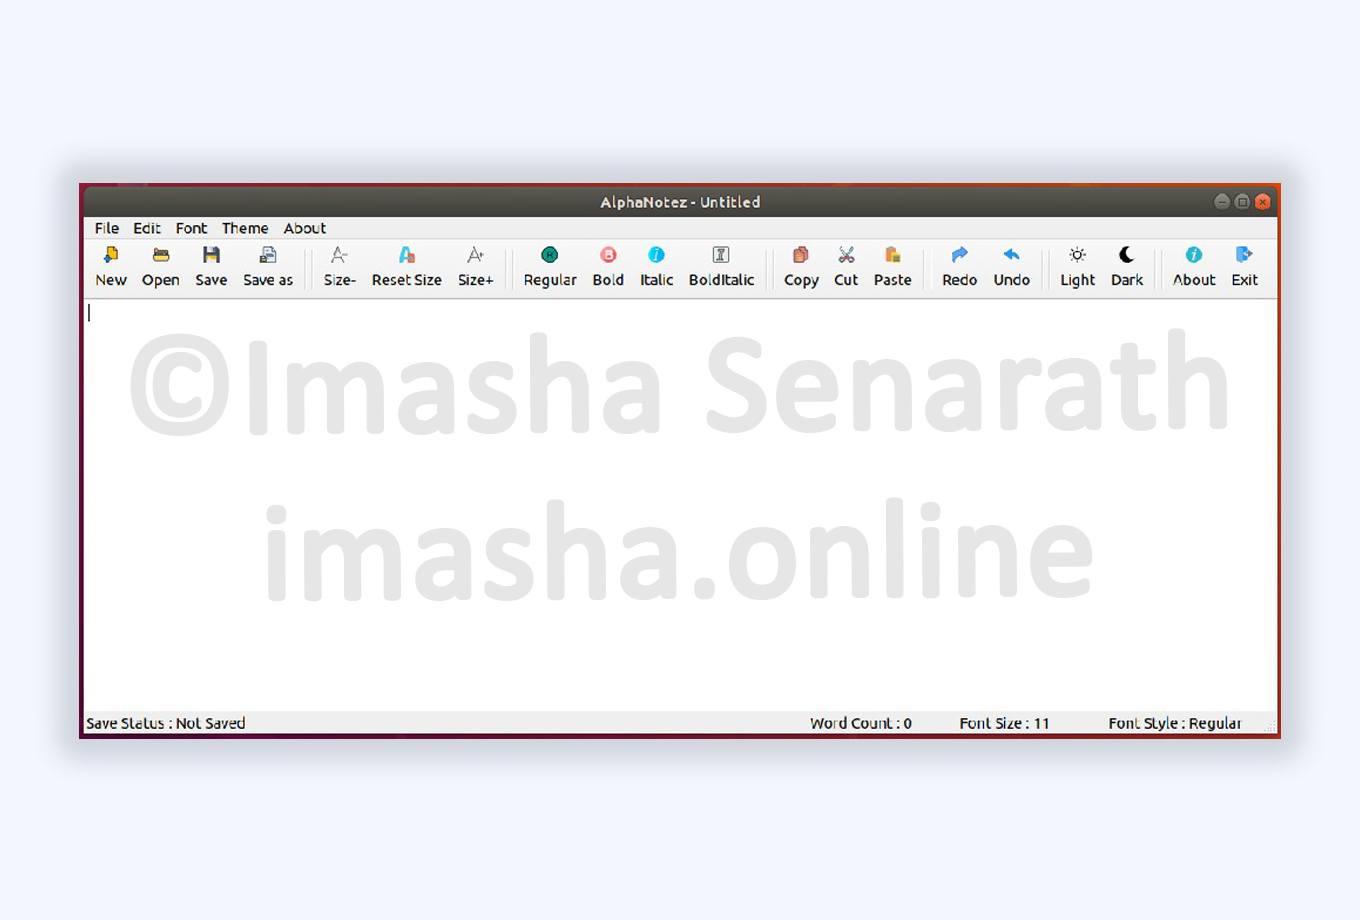 AlphaNotez - Untitled
File Edit Font Theme About
New Open Save Save as Size- Reset Size Size+ Regular Bold Italic BoldItalic Copy Cut Paste Redo Undo Light Dark About Exit
©Imasha Senarath
imasha.online
Save Status : Not Saved Word Count : 0 Font Size : 11 Font Style : Regular